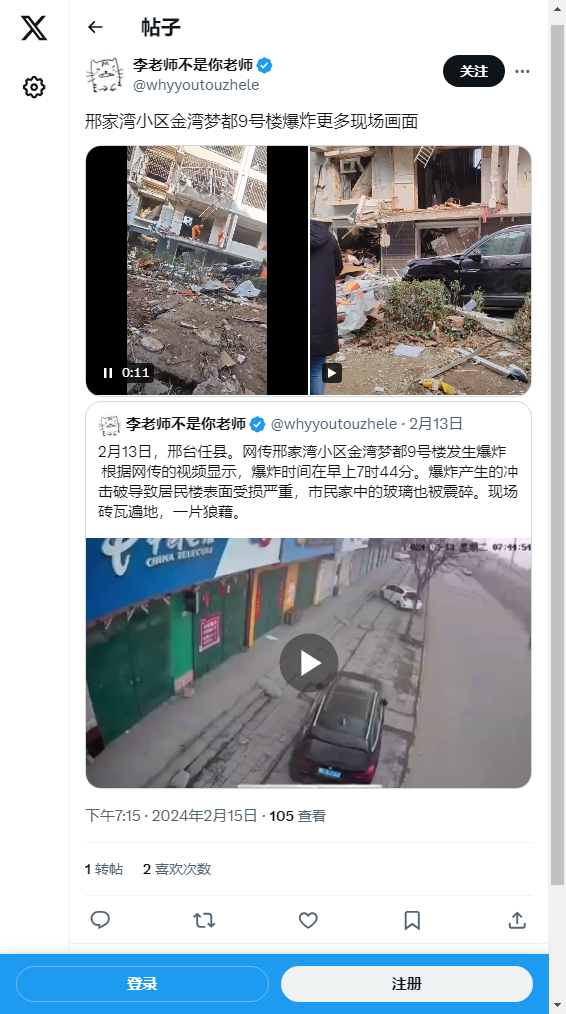 帖子
李老师不是你老师
@whyyoutouzhele
关注
邢家湾小区金湾梦都9号楼爆炸更多现场画面
0:11
李老师不是你老师 @whyyoutouzhele · 2月13日
2月13日，邢台任县。网传邢家湾小区金湾梦都9号楼发生爆炸
根据网传的视频显示，爆炸时间在早上7时44分。爆炸产生的冲
击破导致居民楼表面受损严重，市民家中的玻璃也被震碎。现场
砖瓦遍地，一片狼藉。
CHINA TELECOM
星期二 07:44:54
下午7:15 · 2024年2月15日 · 105 查看
1 转帖 2 喜欢次数
登录
注册